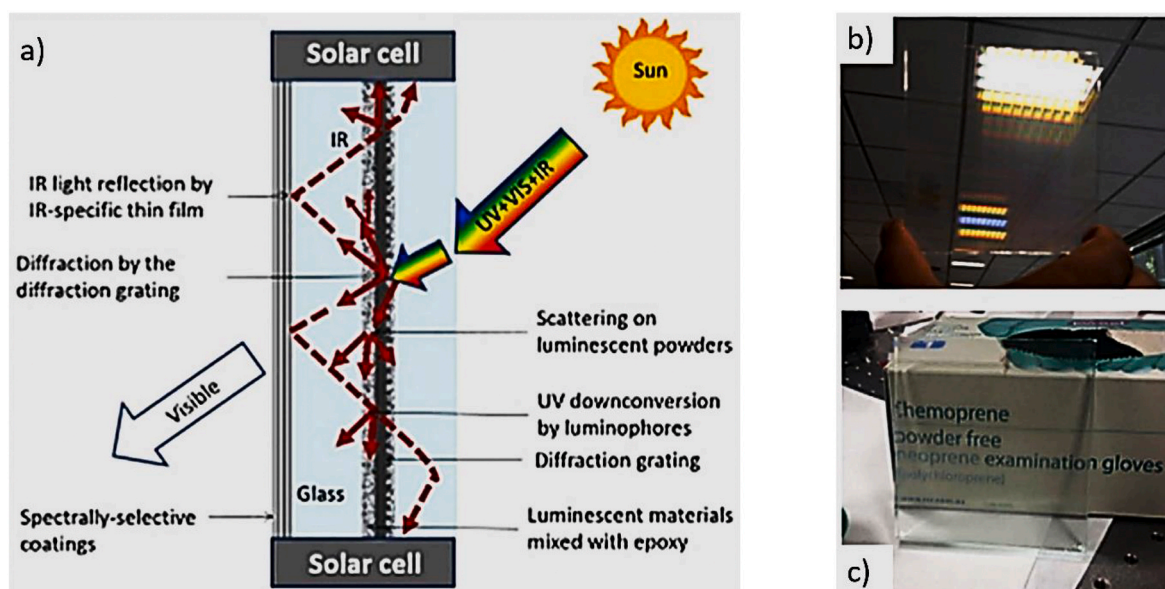 a)
Solar cell
Sun
IR
UV+VIS+IR
IR light reflection by
IR-specific thin film
Diffraction by the
diffraction grating
Scattering on
luminescent powders
Visible
UV downconversion
by luminophores
Diffraction grating
Glass
Spectrally-selective
coatings
Luminescent materials
mixed with epoxy
Solar cell
b)
Chemoprene
powder free
neoprene examination gloves
(polychloroprene)
c)